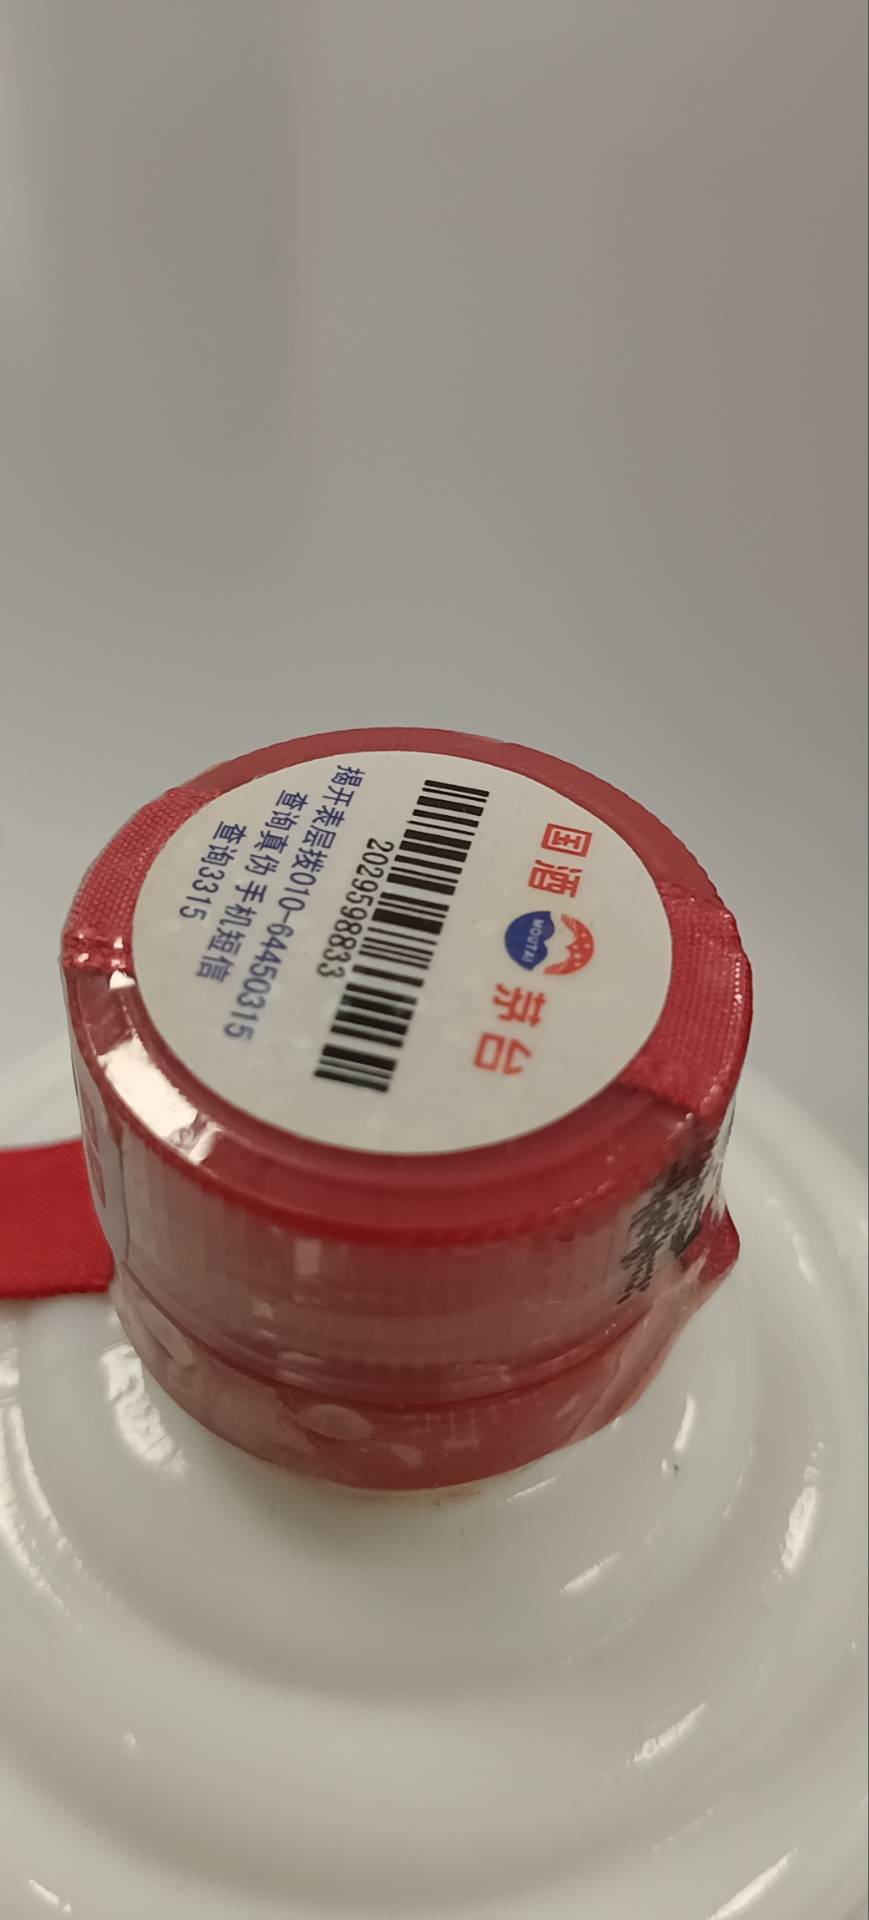 国酒 茅台
MOUTAI
2029598833
揭开表层拨010-64450315
查询真伪 手机短信
查询3315